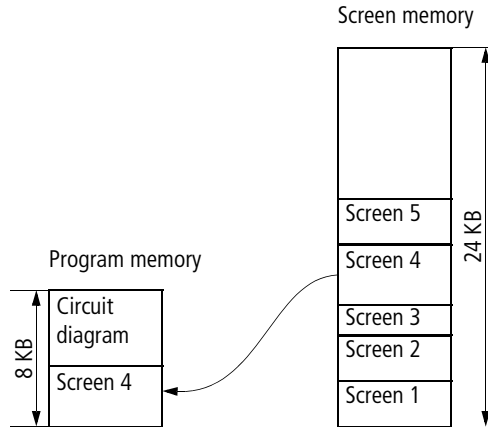 Screen memory
Screen 5
Screen 4
Screen 3
Screen 2
Screen 1
24 KB
Program memory
Circuit
diagram
Screen 4
8 KB